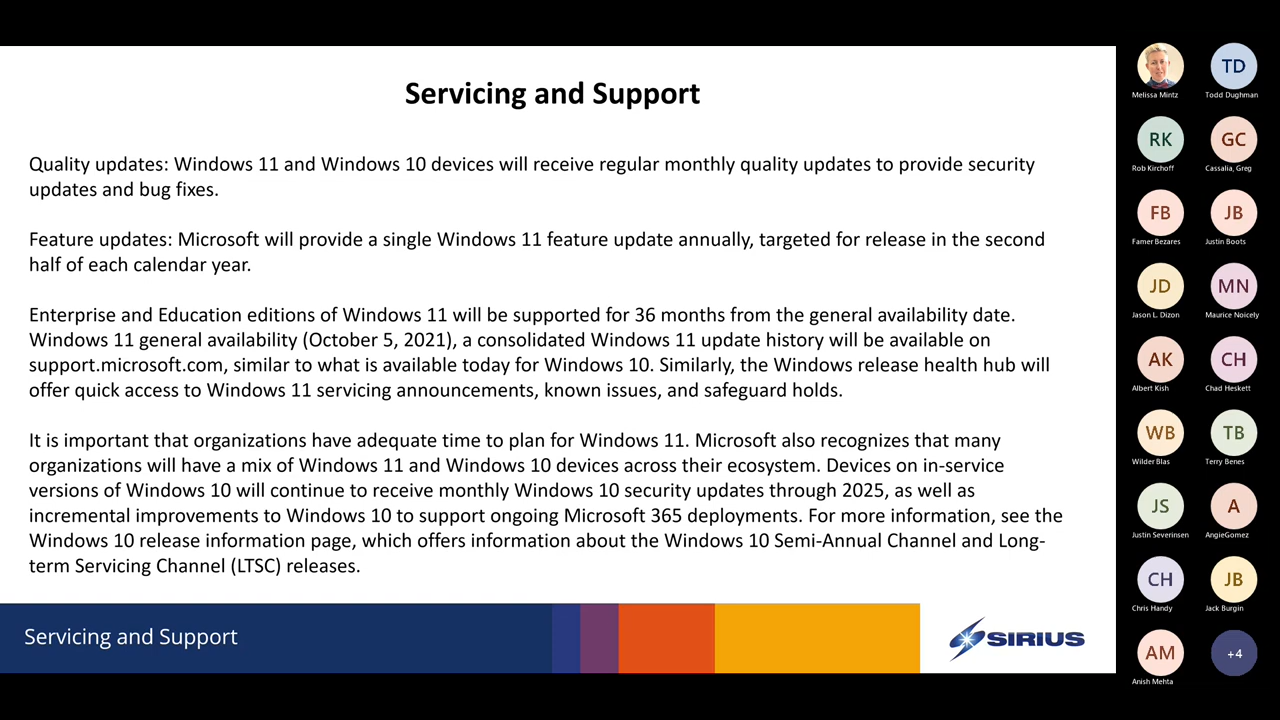 Servicing and Support
Quality updates: Windows 11 and Windows 10 devices will receive regular monthly quality updates to provide security
updates and bug fixes.
Feature updates: Microsoft will provide a single Windows 11 feature update annually, targeted for release in the second
half of each calendar year.
Enterprise and Education editions of Windows 11 will be supported for 36 months from the general availability date.
Windows 11 general availability (October 5, 2021), a consolidated Windows 11 update history will be available on
support.microsoft.com, similar to what is available today for Windows 10. Similarly, the Windows release health hub will
offer quick access to Windows 11 servicing announcements, known issues, and safeguard holds.
It is important that organizations have adequate time to plan for Windows 11. Microsoft also recognizes that many
organizations will have a mix of Windows 11 and Windows 10 devices across their ecosystem. Devices on in-service
versions of Windows 10 will continue to receive monthly Windows 10 security updates through 2025, as well as
incremental improvements to Windows 10 to support ongoing Microsoft 365 deployments. For more information, see the
Windows 10 release information page, which offers information about the Windows 10 Semi-Annual Channel and Long-
term Servicing Channel (LTSC) releases.
Servicing and Support
SIRIUS
TD
Melissa Mintz
Todd Dughman
RK
GC
Rob Kirchoff
Cassalia, Greg
FB
JB
Famer Bezares
Justin Boots
JD
MN
Jason L. Dizon
Maurice Noicely
AK
CH
Albert Kish
Chad Heskett
WB
TB
Wilder Blas
Terry Benes
JS
A
Justin Severinsen
AngieGomez
CH
JB
Chris Handy
Jack Burgin
AM
+4
Anish Mehta